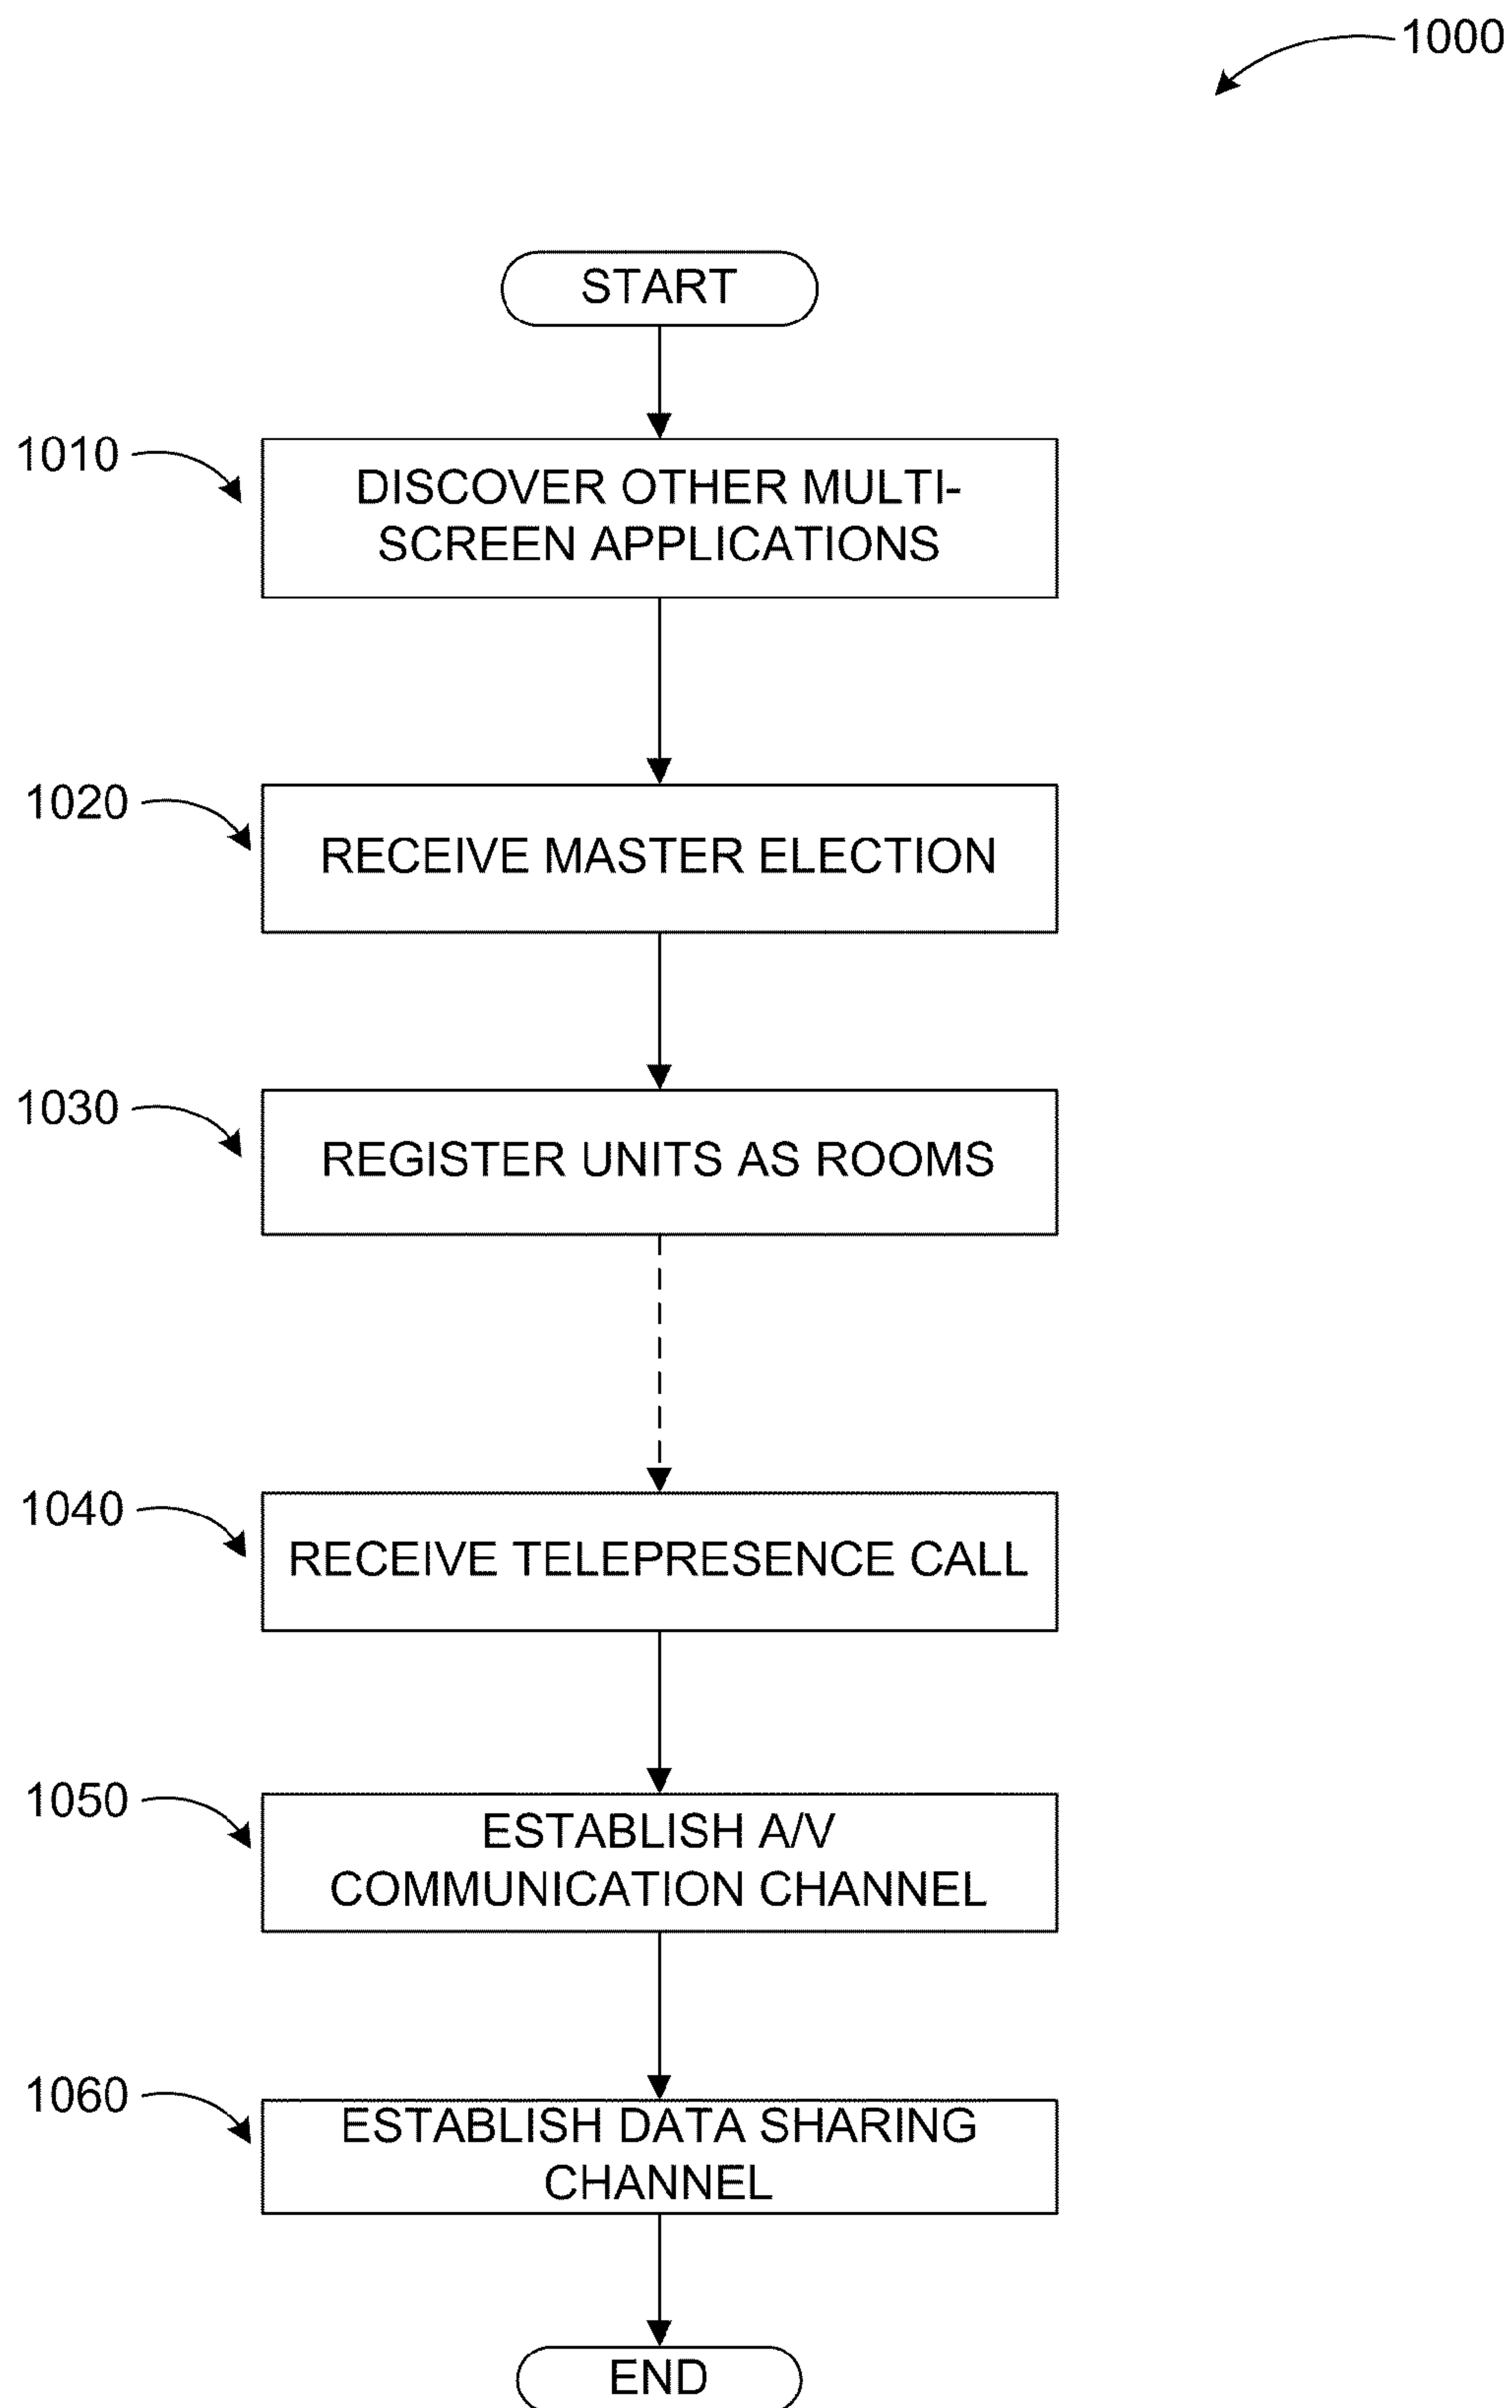 1000
START
1010
DISCOVER OTHER MULTI-
SCREEN APPLICATIONS
1020
RECEIVE MASTER ELECTION
1030
REGISTER UNITS AS ROOMS
1040
RECEIVE TELEPRESENCE CALL
1050
ESTABLISH A/V
COMMUNICATION CHANNEL
1060
ESTABLISH DATA SHARING
CHANNEL
END